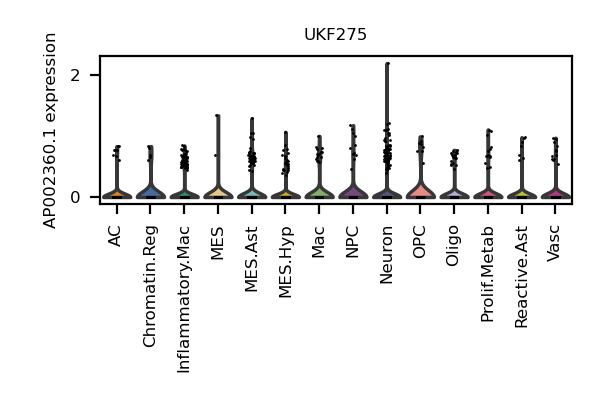 UKF275
AP002360.1 expression
2
0
AC
Chromatin.Reg
Inflammatory.Mac
MES
MES.Ast
MES.Hyp
Mac
NPC
Neuron
OPC
Oligo
Prolif.Metab
Reactive.Ast
Vasc